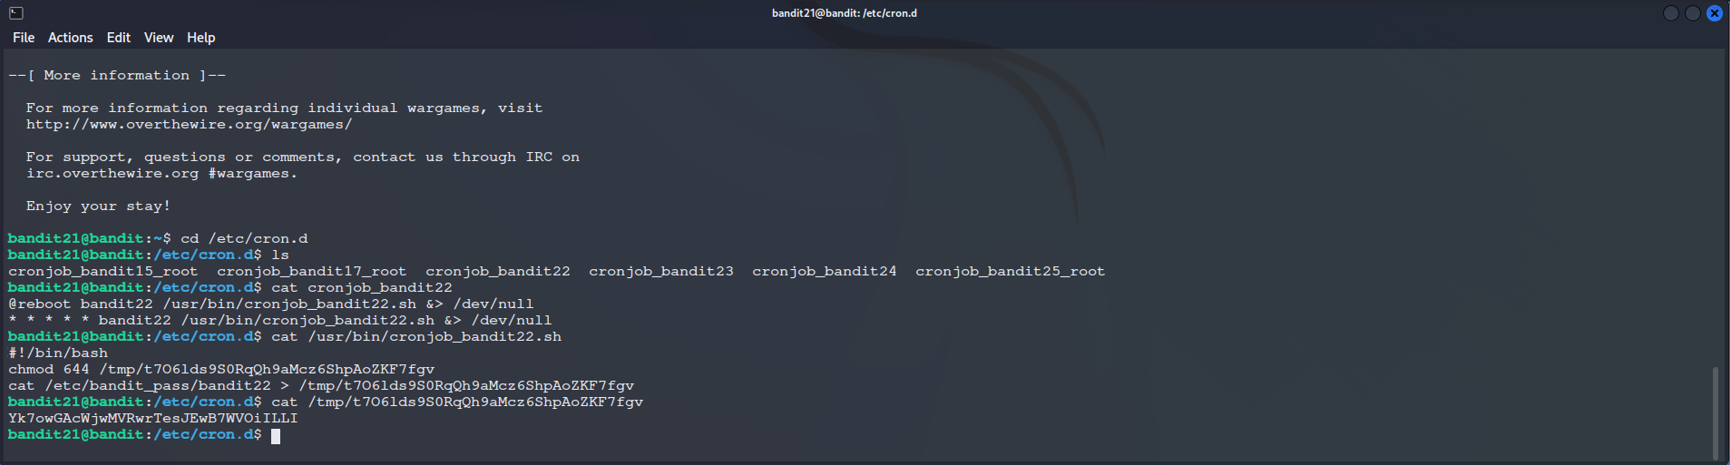 bandit21@bandit: /etc/cron.d
File Actions Edit View Help
--[ More information ]--
For more information regarding individual wargames, visit
http://www.overthewire.org/wargames/
For support, questions or comments, contact us through IRC on
irc.overthewire.org #wargames.
Enjoy your stay!
bandit21@bandit:~$ cd /etc/cron.d
bandit21@bandit:/etc/cron.d$ ls
cronjob_bandit15_root cronjob_bandit17_root cronjob_bandit22 cronjob_bandit23 cronjob_bandit24 cronjob_bandit25_root
bandit21@bandit:/etc/cron.d$ cat cronjob_bandit22
@reboot bandit22 /usr/bin/cronjob_bandit22.sh &> /dev/null
* * * * * bandit22 /usr/bin/cronjob_bandit22.sh &> /dev/null
bandit21@bandit:/etc/cron.d$ cat /usr/bin/cronjob_bandit22.sh
#!/bin/bash
chmod 644 /tmp/t7O6lds9S0RqQh9aMcz6ShpAoZKF7fgv
cat /etc/bandit_pass/bandit22 > /tmp/t7O6lds9S0RqQh9aMcz6ShpAoZKF7fgv
bandit21@bandit:/etc/cron.d$ cat /tmp/t7O6lds9S0RqQh9aMcz6ShpAoZKF7fgv
Yk7owGAcWjwMVRwrTesJEwB7WVOiILLI
bandit21@bandit:/etc/cron.d$